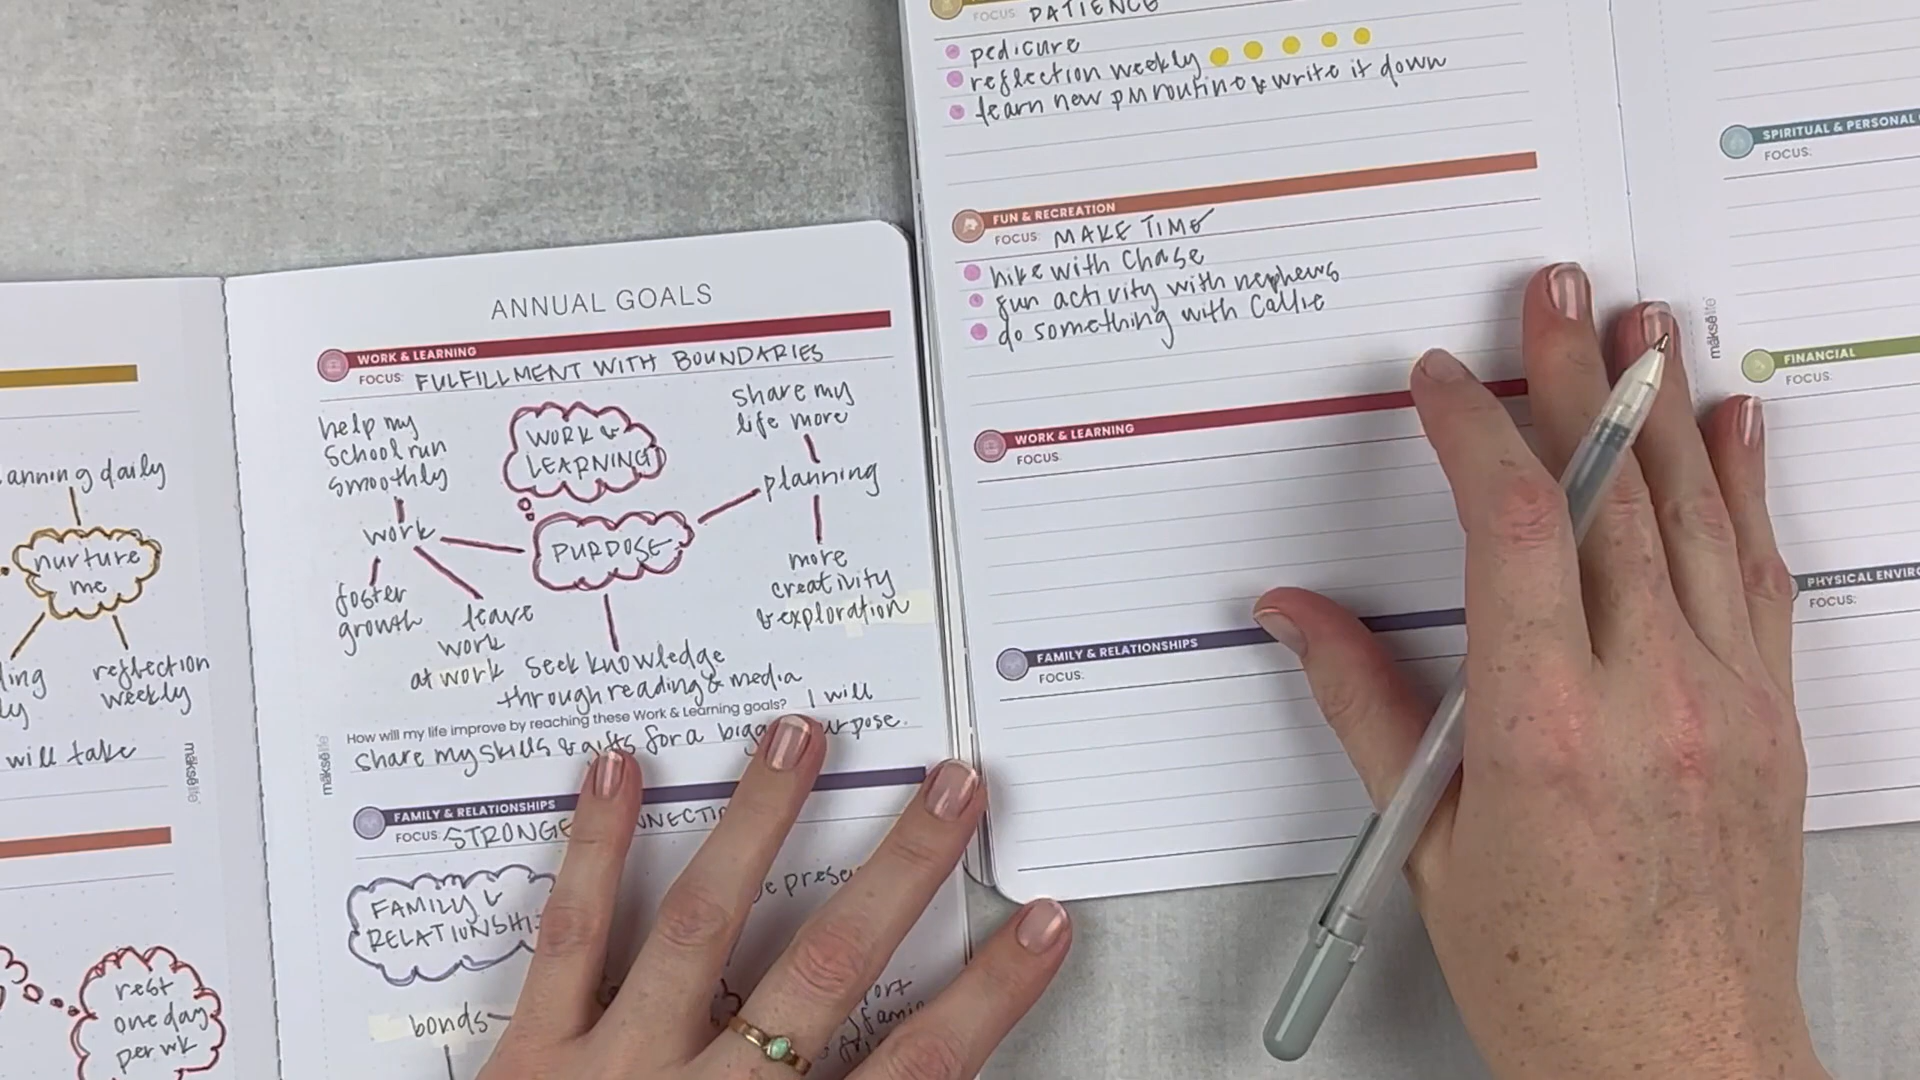 anning daily
nurture
me
reflection
weekly
will take
mäksēlife
rest
one day
per wk
ANNUAL GOALS
WORK & LEARNING
FOCUS: FULFILLMENT WITH BOUNDARIES
help my
school run
smoothly
WORK &
LEARNING
share my
life more
planning
work
PURPOSE
more
creativity
& exploration
foster
growth
leave
work
at work
seek knowledge
through reading & media
How will my life improve by reaching these Work & Learning goals? I will
share my skills & gifts for a
mäksēlife
FAMILY & RELATIONSHIPS
FOCUS:
FAMILY &
bonds
FOCUS: PATIENCE
pedicure
reflection weekly
learn new PM routine & write it down
FUN & RECREATION
FOCUS: MAKE TIME
hike with Chase
fun activity with nephews
do something with Callie
WORK & LEARNING
FOCUS:
FAMILY & RELATIONSHIPS
FOCUS:
SPIRITUAL & PERSONAL
FOCUS:
mäksēlife
FINANCIAL
FOCUS:
PHYSICAL
FOCUS: